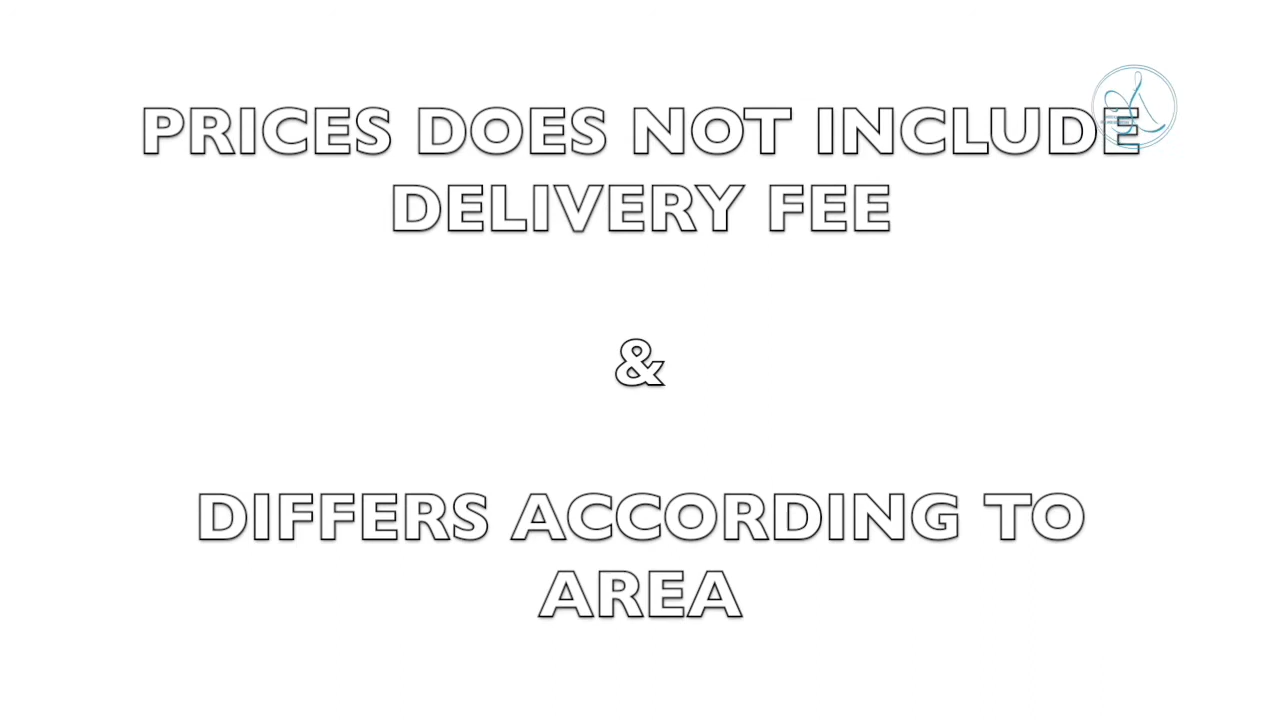 PRICES DOES NOT INCLUDE
DELIVERY FEE
&
DIFFERS ACCORDING TO
AREA